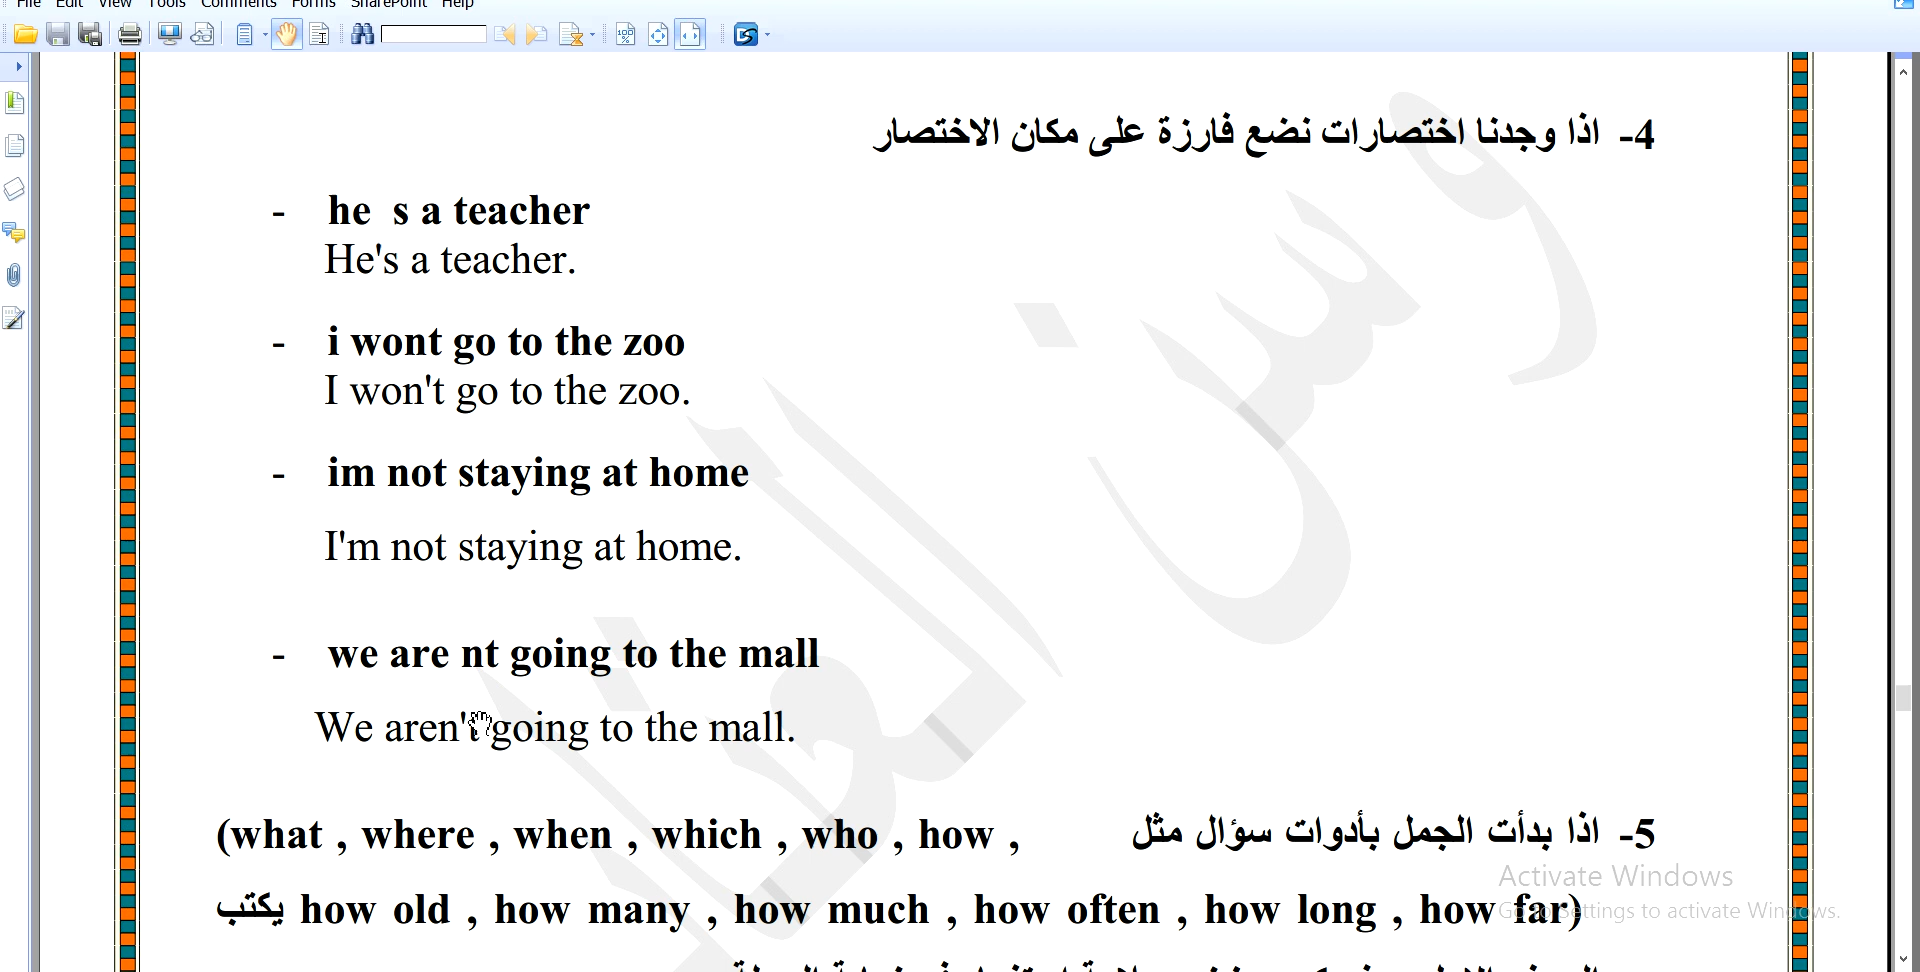 File Edit View Tools Comments Forms SharePoint Help
4- اذا وجدنا اختصارات نضع فارزة على مكان الاختصار
- he s a teacher
He's a teacher.
- i wont go to the zoo
I won't go to the zoo.
- im not staying at home
I'm not staying at home.
- we are nt going to the mall
We aren't going to the mall.
5- اذا بدأت الجمل بأدوات سؤال مثل (what , where , when , which , who , how ,
how old , how many , how much , how often , how long , how far) يكتب
Activate Windows
Go to Settings to activate Windows.